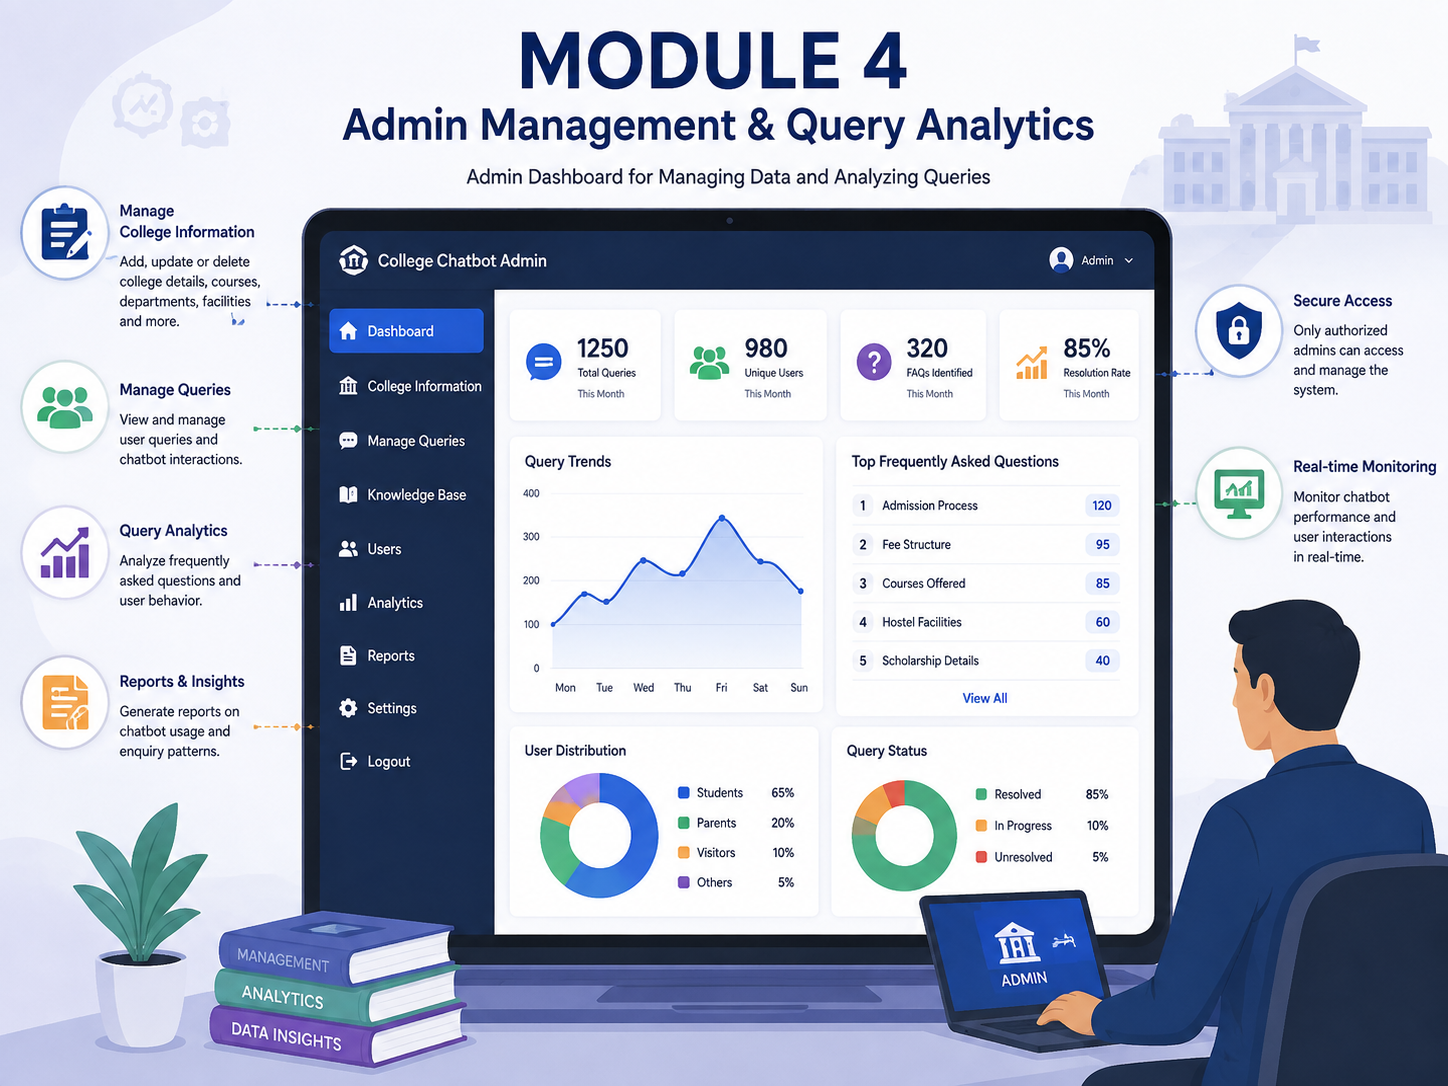 MODULE 4
Admin Management & Query Analytics
Admin Dashboard for Managing Data and Analyzing Queries
Manage
College Information
Add, update or delete
college details, courses,
departments, facilities
and more.
Manage Queries
View and manage
user queries and
chatbot interactions.
Query Analytics
Analyze frequently
asked questions and
user behavior.
Reports & Insights
Generate reports on
chatbot usage and
enquiry patterns.
College Chatbot Admin
Admin
Dashboard
College Information
Manage Queries
Knowledge Base
Users
Analytics
Reports
Settings
Logout
1250
Total Queries
This Month
980
Unique Users
This Month
320
FAQs Identified
This Month
85%
Resolution Rate
This Month
Query Trends
400
300
200
100
0
Mon Tue Wed Thu Fri Sat Sun
Top Frequently Asked Questions
1 Admission Process 120
2 Fee Structure 95
3 Courses Offered 85
4 Hostel Facilities 60
5 Scholarship Details 40
View All
User Distribution
Students 65%
Parents 20%
Visitors 10%
Others 5%
Query Status
Resolved 85%
In Progress 10%
Unresolved 5%
Secure Access
Only authorized
admins can access
and manage the
system.
Real-time Monitoring
Monitor chatbot
performance and
user interactions
in real-time.
MANAGEMENT
ANALYTICS
DATA INSIGHTS
ADMIN